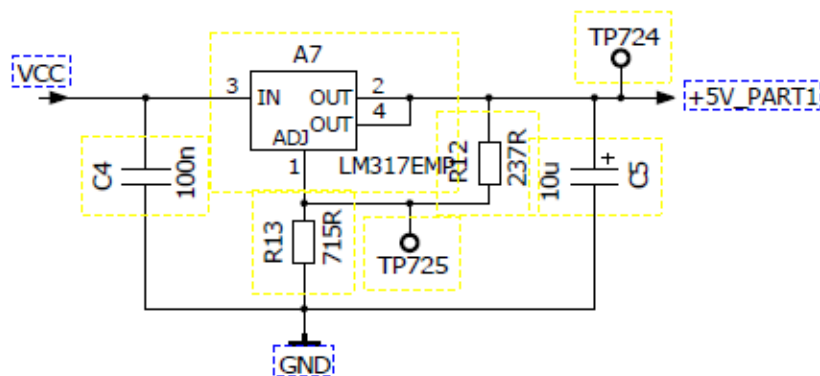 TP724
A7
VCC
3
IN
OUT
2
OUT
4
ADJ
1
LM317EMP
+5V_PART1
C4
100n
R12
237R
10u
+
C5
R13
715R
TP725
GND